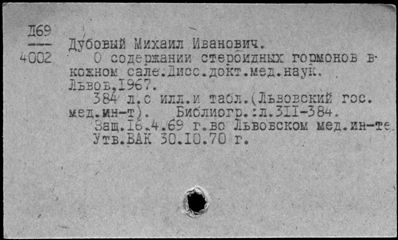 Д69
4002
Дубовый Михаил Иванович.
О содержании стероидных гормонов в
кожном сале.Дисс.докт.мед.наук.
Львов,1967.
384 л.с илл.и табл.(Львовский гос.
мед.ин-т). Библиогр.:л.311-384.
Защ.16.4.69 г.во Львовском мед.ин-те
Утв.ВАК 30.10.70 г.